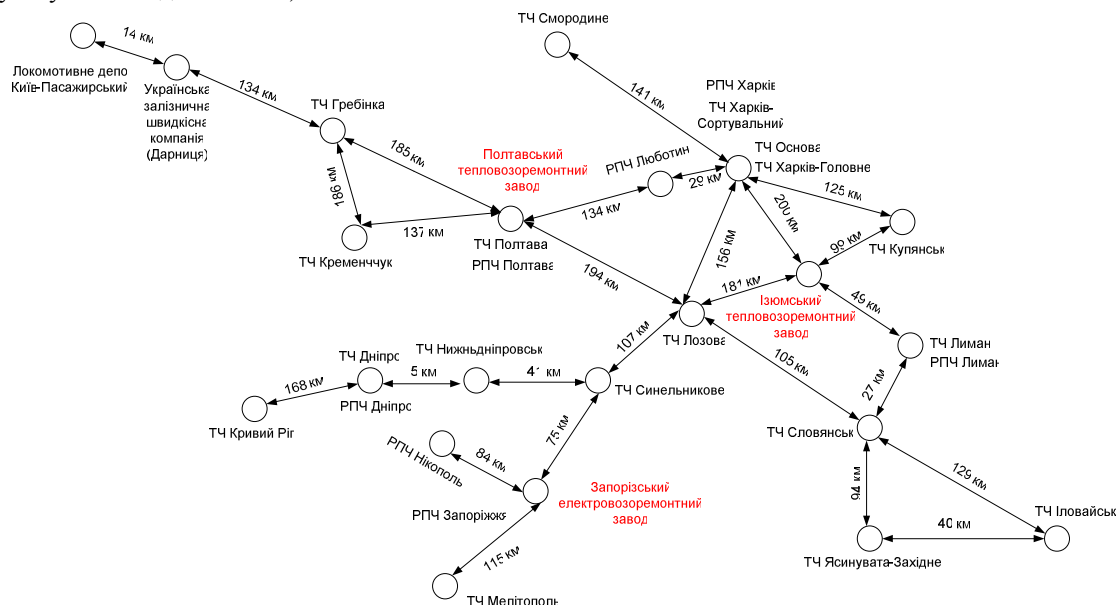 ТЧ Смородине
14 км
Локомотивне депо
Київ-Пасажирський
Українська
залізнична
швидкісна
компанія
(Дарниця)
134 км
ТЧ Гребінка
141 км
РПЧ Харків
ТЧ Харків-
Сортувальний
ТЧ Основа
ТЧ Харків-Головне
185 км
Полтавський
тепловозоремонтний
завод
РПЧ Люботин
29 км
125 км
186 км
134 км
200 км
137 км
ТЧ Кременччук
ТЧ Полтава
РПЧ Полтава
156 км
99 км
ТЧ Купянськ
194 км
181 км
49 км
Ізюмський
тепловозоремонтний
завод
ТЧ Лозова
107 км
ТЧ Лиман
РПЧ Лиман
105 км
27 км
ТЧ Дніпро
ТЧ Нижньдніпровськ
5 км
41 км
168 км
РПЧ Дніпро
ТЧ Синельникове
ТЧ Кривий Ріг
75 км
ТЧ Словянськ
РПЧ Нікополь
84 км
129 км
94 км
Запорізський
електровозоремонтний
завод
РПЧ Запоріжжя
ТЧ Іловайськ
40 км
115 км
ТЧ Ясинувата-Західне
ТЧ Мелітополь